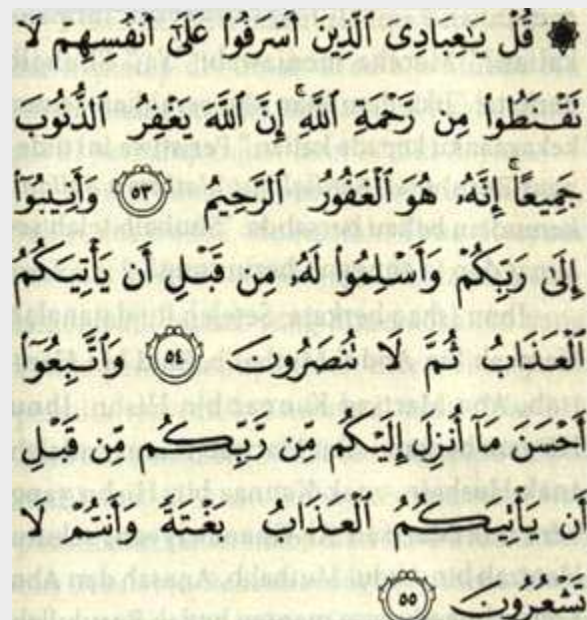 ۞ قُلْ يَـٰعِبَادِىَ ٱلَّذِينَ أَسْرَفُوا۟ عَلَىٰٓ أَنفُسِهِمْ لَا
تَقْنَطُوا۟ مِن رَّحْمَةِ ٱللَّهِ ۚ إِنَّ ٱللَّهَ يَغْفِرُ ٱلذُّنُوبَ
جَمِيعًا ۚ إِنَّهُۥ هُوَ ٱلْغَفُورُ ٱلرَّحِيمُ ٥٣ وَأَنِيبُوٓا۟
إِلَىٰ رَبِّكُمْ وَأَسْلِمُوا۟ لَهُۥ مِن قَبْلِ أَن يَأْتِيَكُمُ
ٱلْعَذَابُ ثُمَّ لَا تُنصَرُونَ ٥٤ وَٱتَّبِعُوٓا۟
أَحْسَنَ مَآ أُنزِلَ إِلَيْكُم مِّن رَّبِّكُم مِّن قَبْلِ
أَن يَأْتِيَكُمُ ٱلْعَذَابُ بَغْتَةً وَأَنتُمْ لَا
تَشْعُرُونَ ٥٥